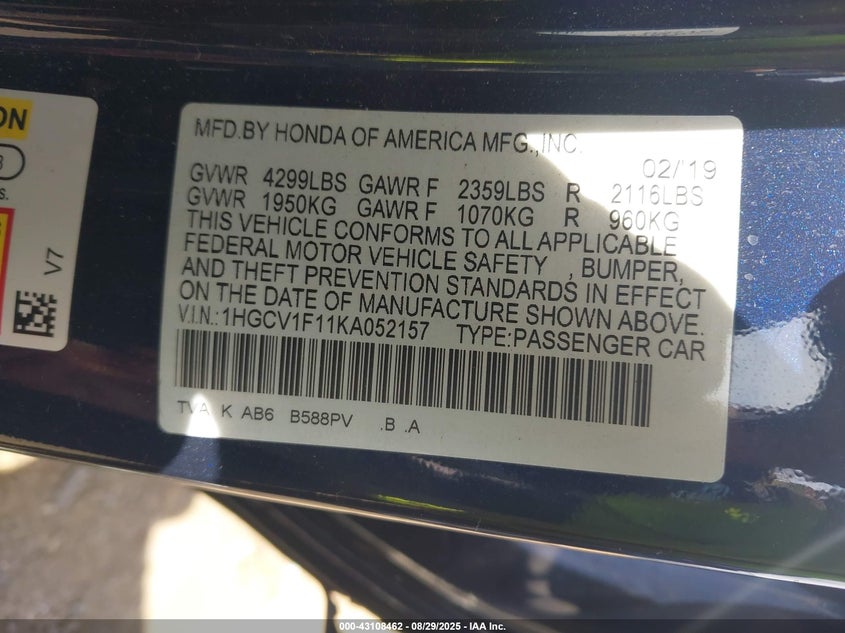 ON
3
s.
V7
MFD.BY HONDA OF AMERICA MFG.,INC.
02/'19
GVWR 4299LBS GAWR F 2359LBS R 2116LBS
GVWR 1950KG GAWR F 1070KG R 960KG
THIS VEHICLE CONFORMS TO ALL APPLICABLE
FEDERAL MOTOR VEHICLE SAFETY , BUMPER,
AND THEFT PREVENTION STANDARDS IN EFFECT
ON THE DATE OF MANUFACTURE SHOWN ABOVE.
V.I.N.:1HGCV1F11KA052157 TYPE:PASSENGER CAR
TVA K AB6 B588PV .B .A
000-43108462 - 08/29/2025 - IAA Inc.